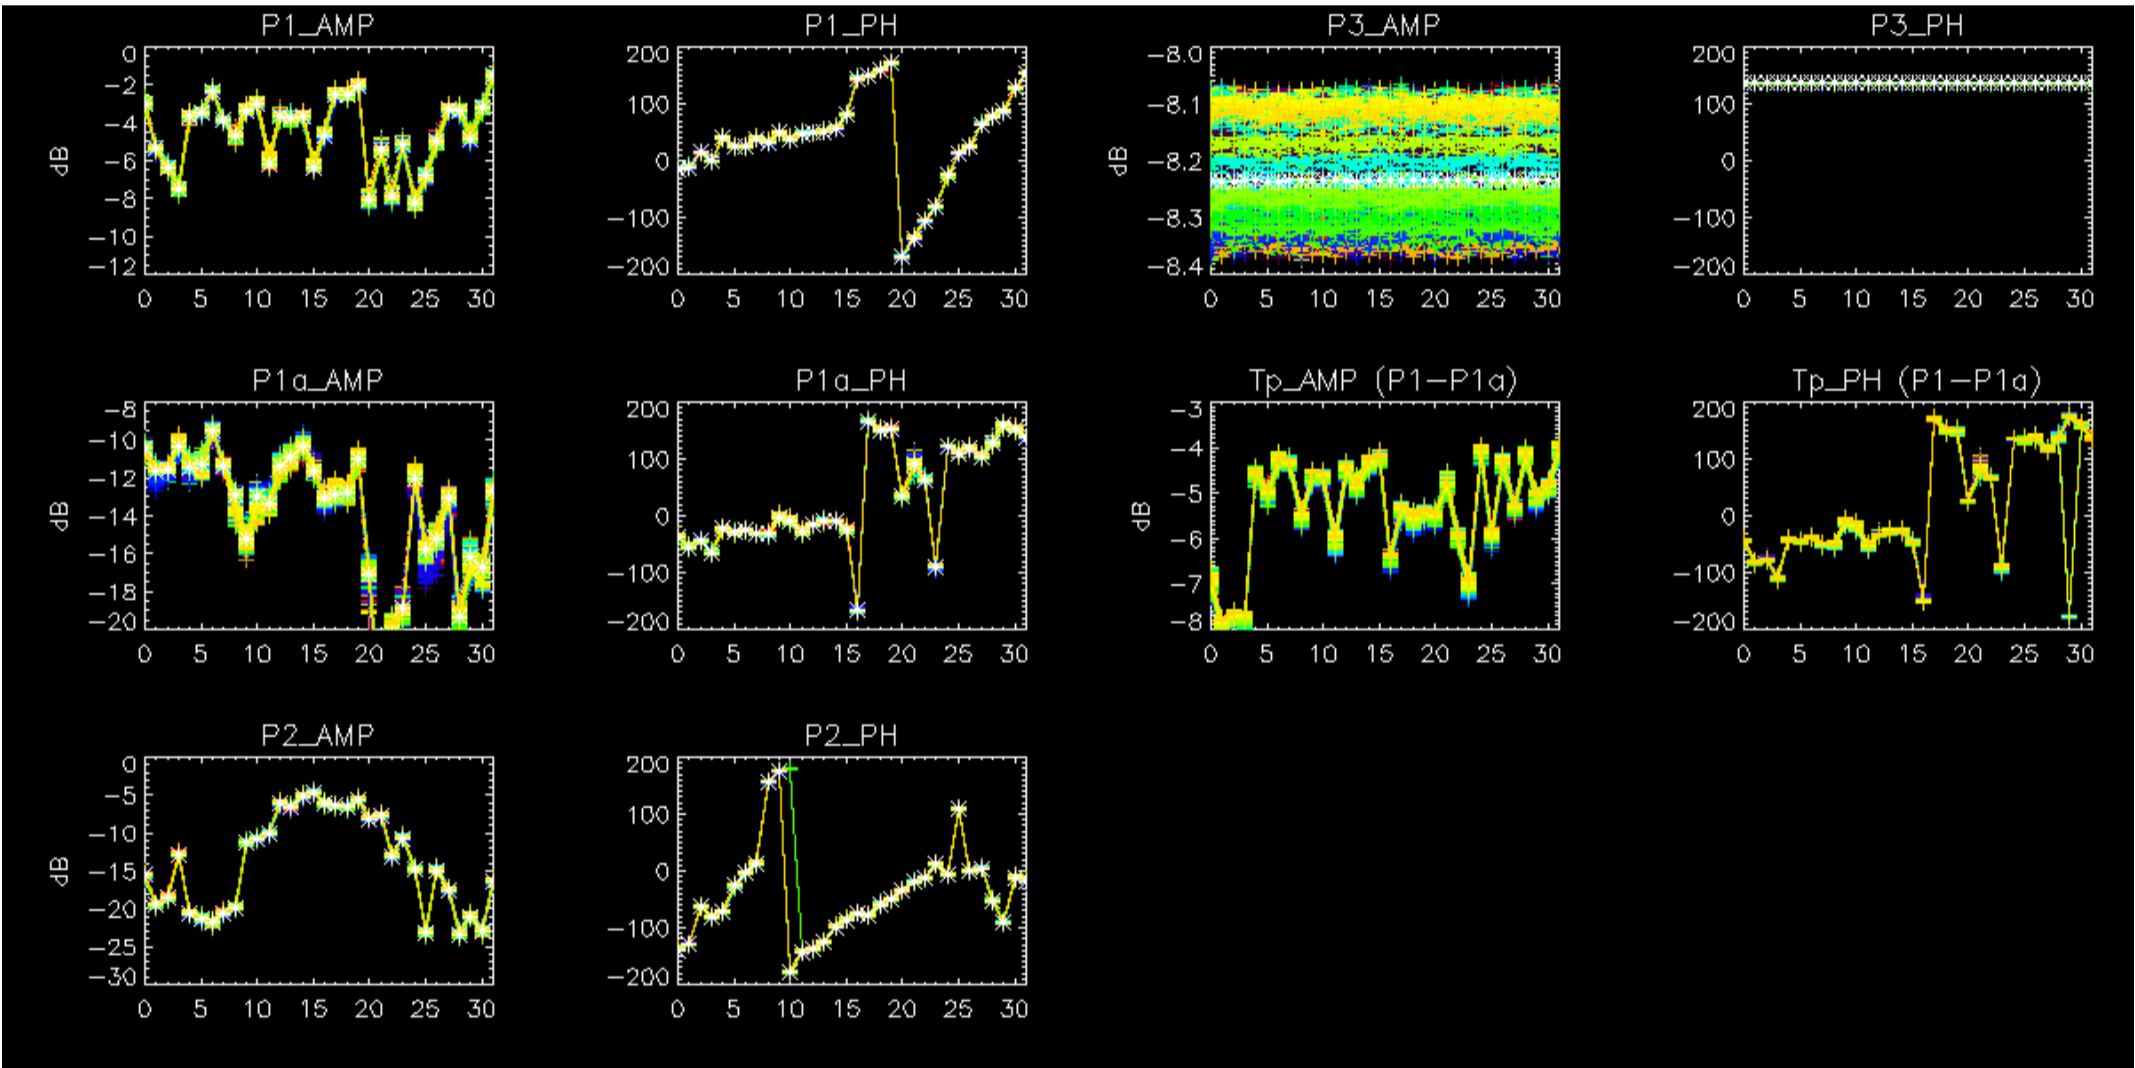 P1_AMP
dB
0
−2
−4
−6
−8
−10
−12
0 5 10 15 20 25 30
P1_PH
200
100
0
−100
−200
0 5 10 15 20 25 30
P3_AMP
dB
−8.0
−8.1
−8.2
−8.3
−8.4
0 5 10 15 20 25 30
P3_PH
200
100
0
−100
−200
0 5 10 15 20 25 30
P1a_AMP
dB
−8
−10
−12
−14
−16
−18
−20
0 5 10 15 20 25 30
P1a_PH
200
100
0
−100
−200
0 5 10 15 20 25 30
Tp_AMP (P1−P1a)
dB
−3
−4
−5
−6
−7
−8
0 5 10 15 20 25 30
Tp_PH (P1−P1a)
200
100
0
−100
−200
0 5 10 15 20 25 30
P2_AMP
dB
0
−5
−10
−15
−20
−25
−30
0 5 10 15 20 25 30
P2_PH
200
100
0
−100
−200
0 5 10 15 20 25 30